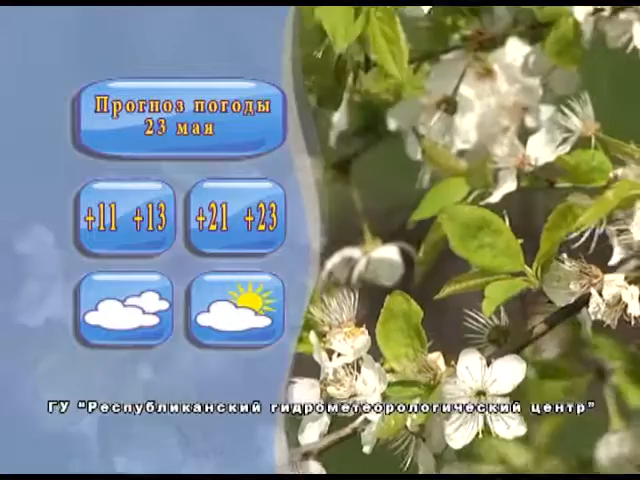 Прогноз погоды
23 мая
+11 +13 +21 +23
ГУ "Республиканский гидрометеорологический центр"